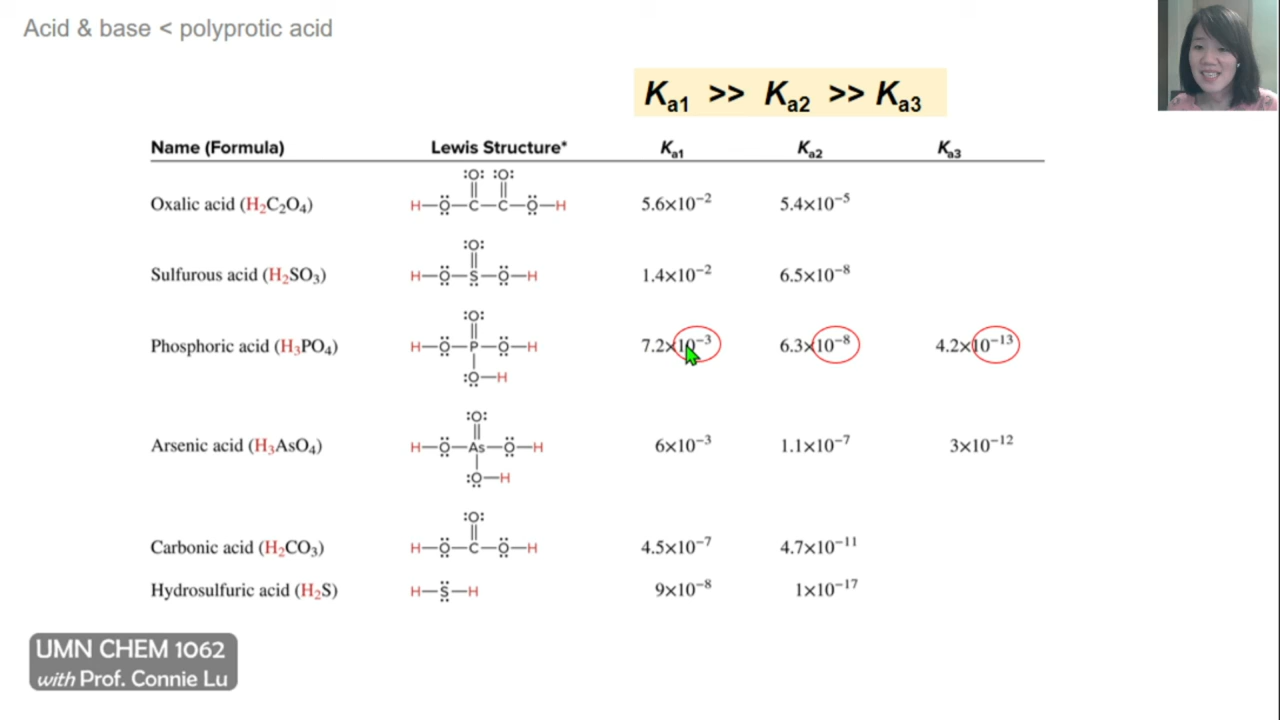 Acid & base < polyprotic acid
Kₐ₁ >> Kₐ₂ >> Kₐ₃
Name (Formula) Lewis Structure* Kₐ₁ Kₐ₂ Kₐ₃
:O: :O:
Oxalic acid (H₂C₂O₄) H–Ö–C–C–Ö–H 5.6×10⁻² 5.4×10⁻⁵
:O:
Sulfurous acid (H₂SO₃) H–Ö–S–Ö–H 1.4×10⁻² 6.5×10⁻⁸
:O:
Phosphoric acid (H₃PO₄) H–Ö–P–Ö–H 7.2×10⁻³ 6.3×10⁻⁸ 4.2×10⁻¹³
:O–H
:O:
Arsenic acid (H₃AsO₄) H–Ö–As–Ö–H 6×10⁻³ 1.1×10⁻⁷ 3×10⁻¹²
:O–H
:O:
Carbonic acid (H₂CO₃) H–Ö–C–Ö–H 4.5×10⁻⁷ 4.7×10⁻¹¹
Hydrosulfuric acid (H₂S) H–S–H 9×10⁻⁸ 1×10⁻¹⁷
UMN CHEM 1062
with Prof. Connie Lu